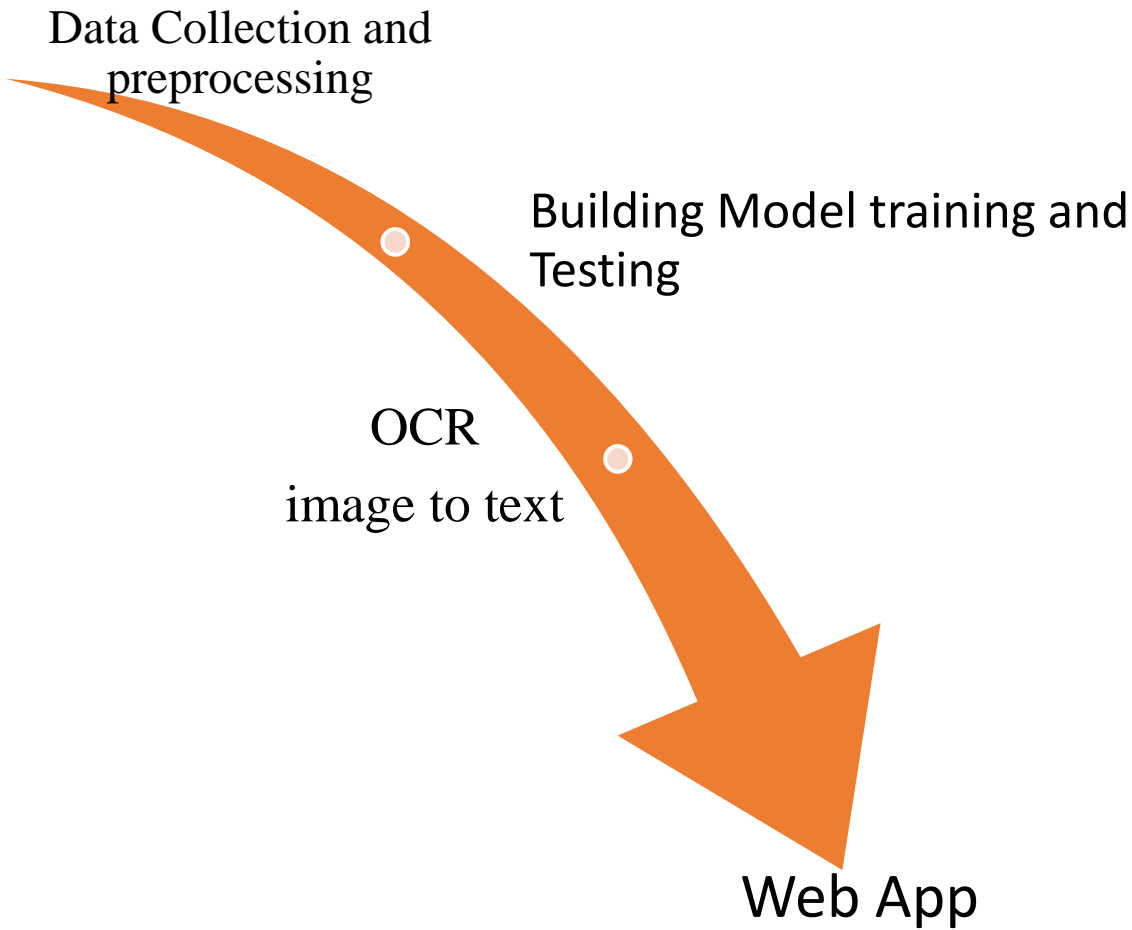 Data Collection and
preprocessing
Building Model training and
Testing
OCR
image to text
Web App